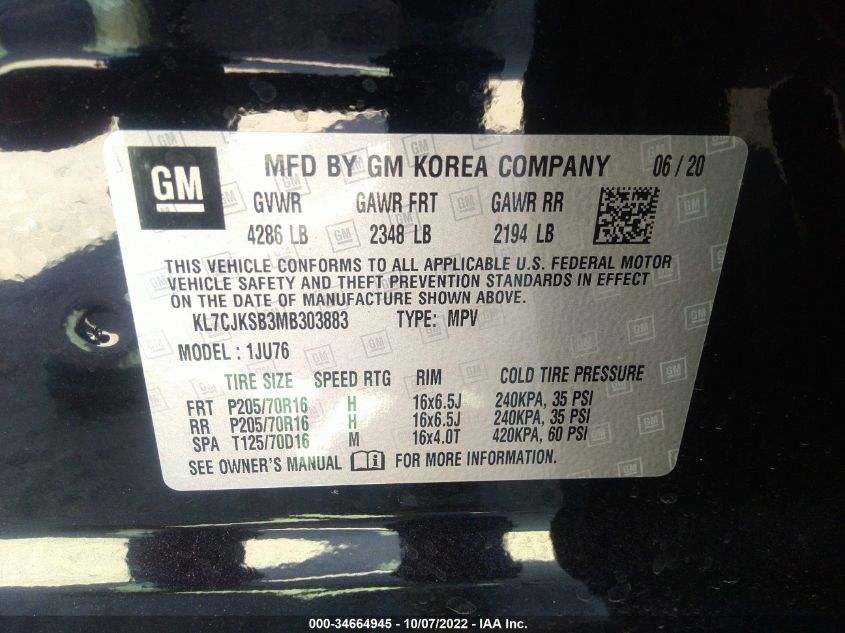 GM MFD BY GM KOREA COMPANY 06/20
GVWR GAWR FRT GAWR RR
4286 LB 2348 LB 2194 LB
THIS VEHICLE CONFORMS TO ALL APPLICABLE U.S. FEDERAL MOTOR
VEHICLE SAFETY AND THEFT PREVENTION STANDARDS IN EFFECT
ON THE DATE OF MANUFACTURE SHOWN ABOVE.
KL7CJKSB3MB303883 TYPE: MPV
MODEL : 1JU76
TIRE SIZE SPEED RTG RIM COLD TIRE PRESSURE
FRT P205/70R16 H 16x6.5J 240KPA, 35 PSI
RR P205/70R16 H 16x6.5J 240KPA, 35 PSI
SPA T125/70D16 M 16x4.0T 420KPA, 60 PSI
SEE OWNER'S MANUAL FOR MORE INFORMATION.
000-34664945 - 10/07/2022 - IAA Inc.